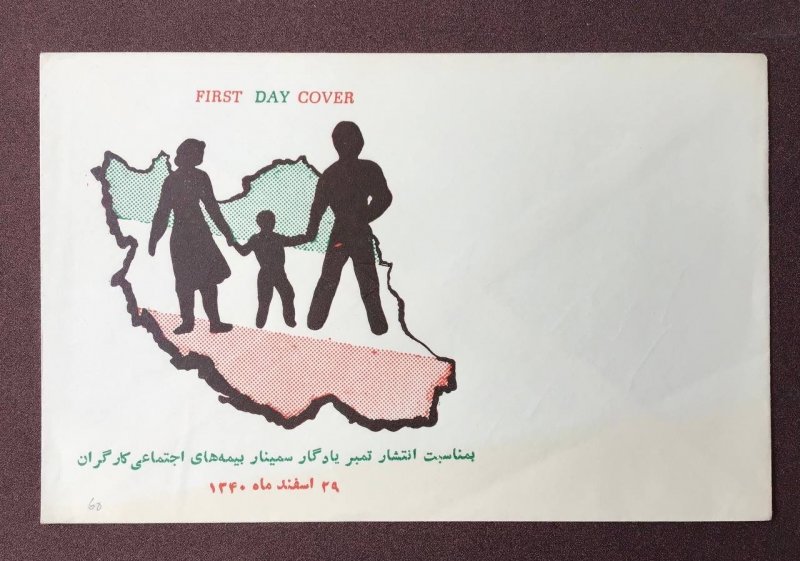 FIRST DAY COVER
بمناسبت انتشار تمبر یادگار سمینار بیمه‌های اجتماعی کارگران
۲۹ اسفند ماه ۱۳۴۰
60